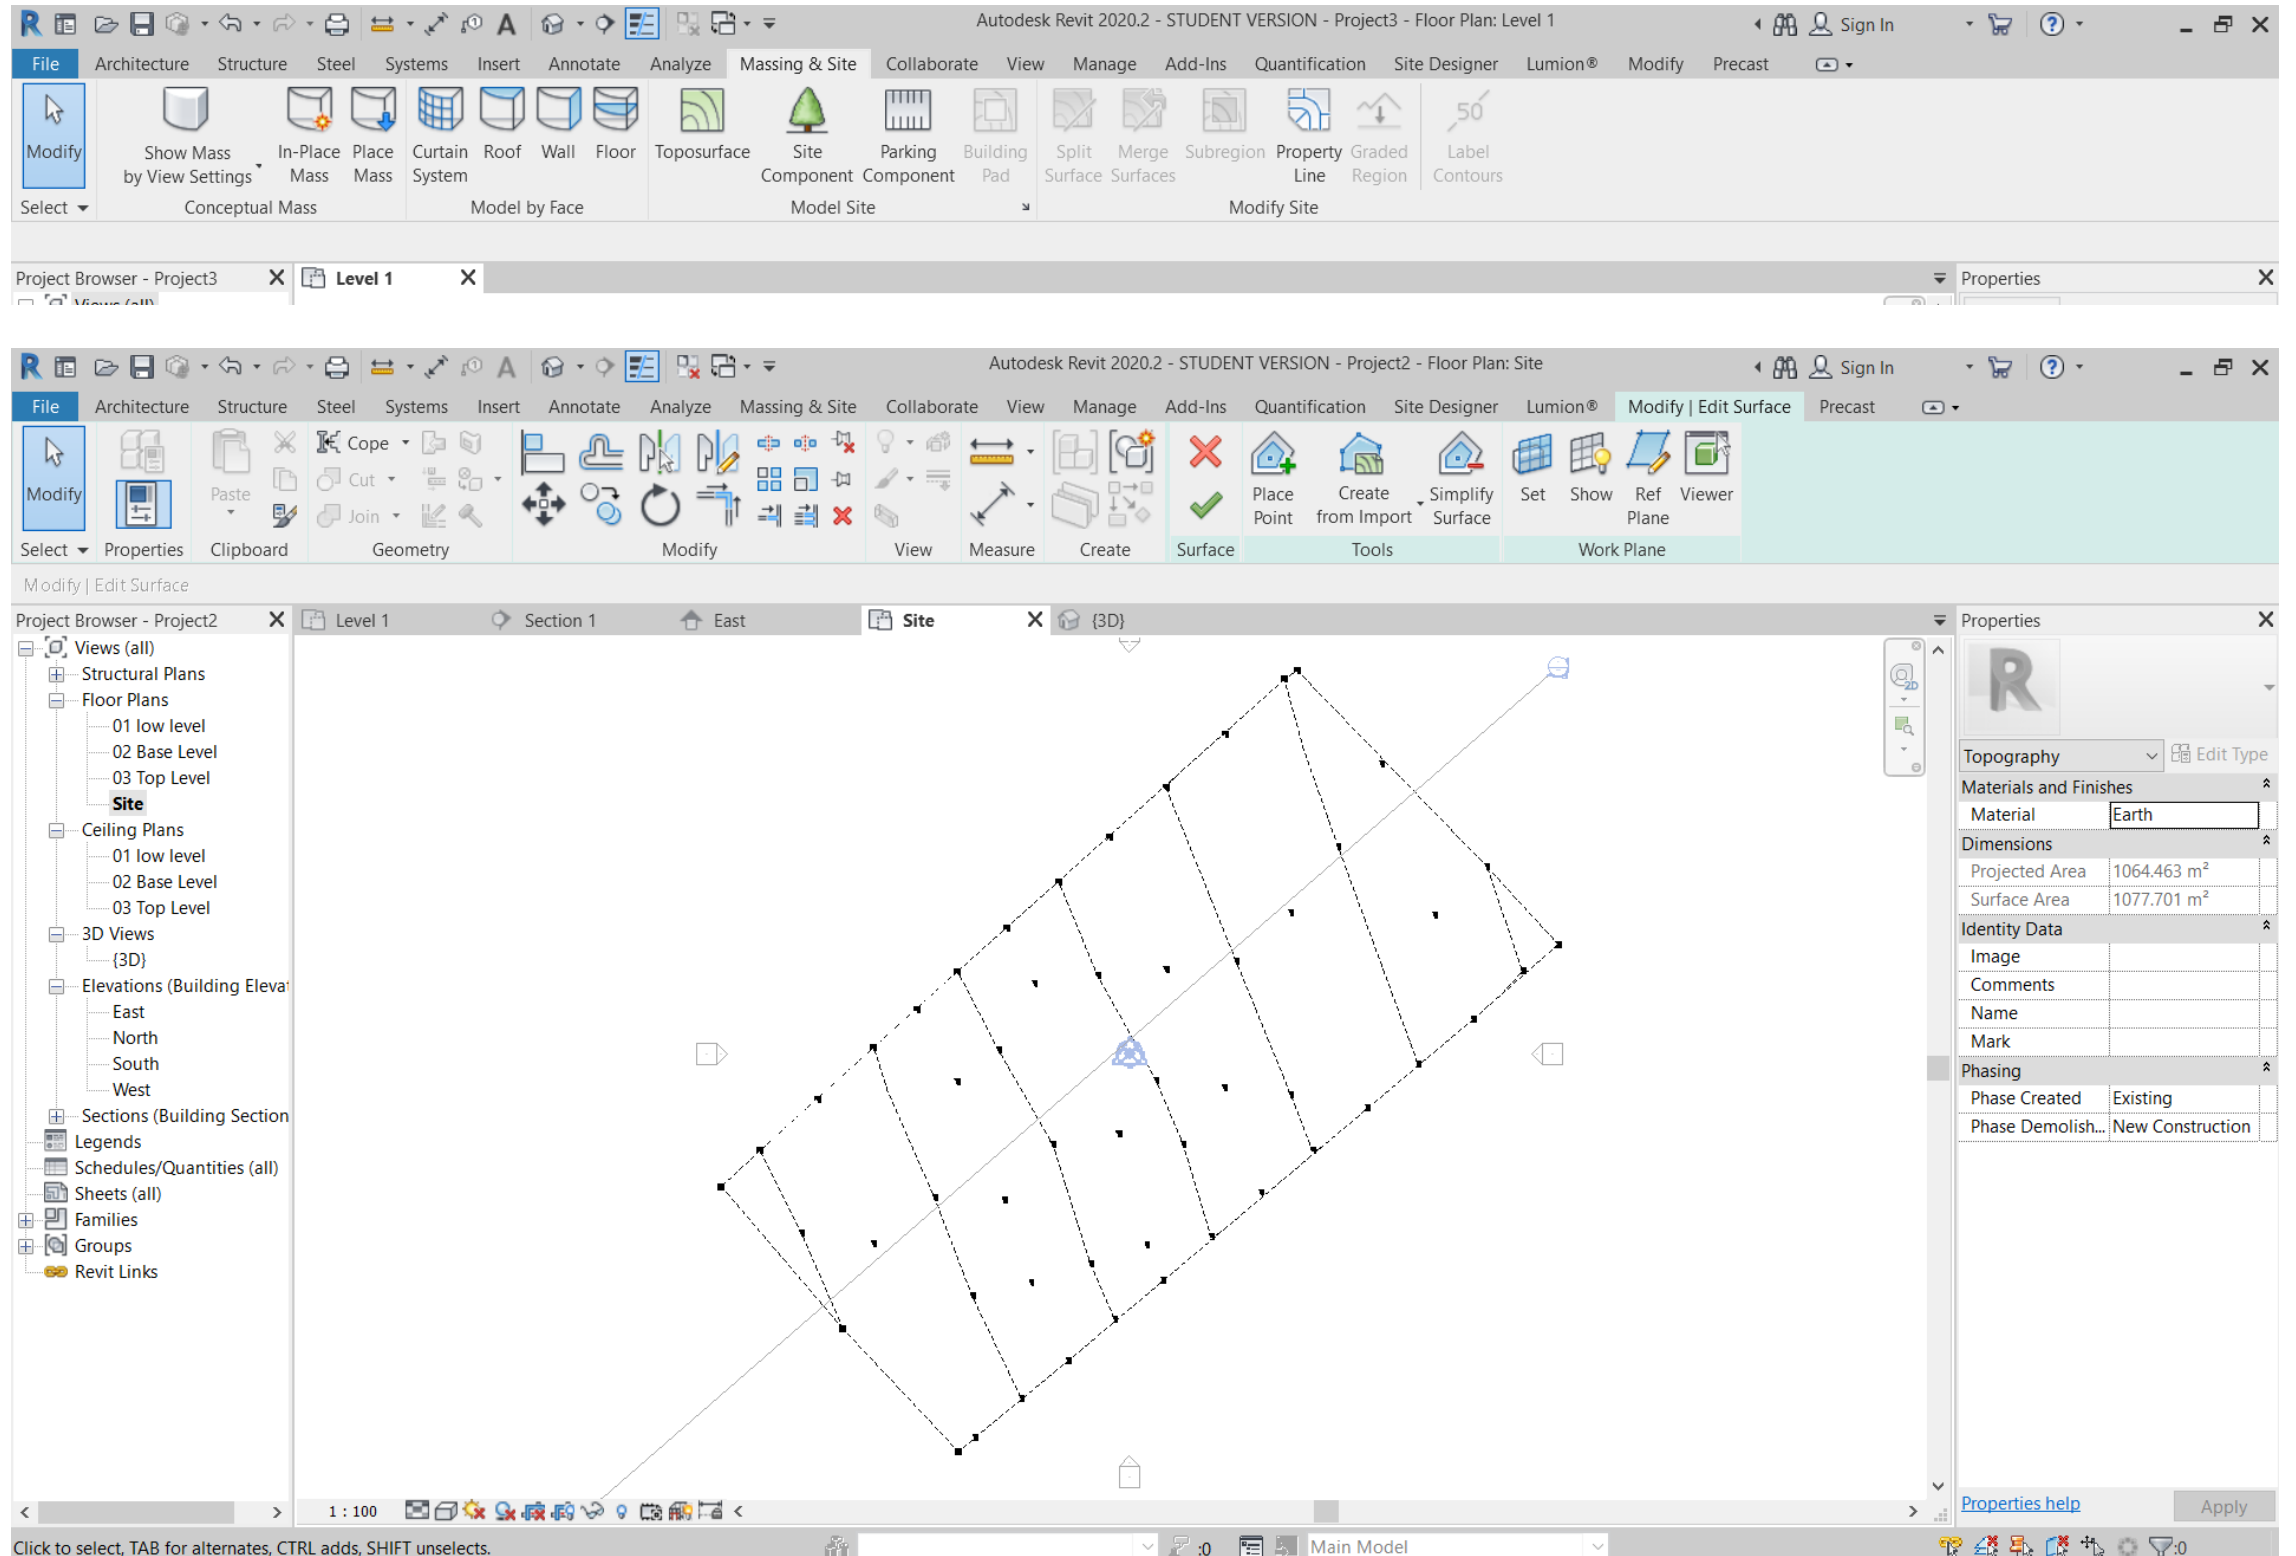 Autodesk Revit 2020.2 - STUDENT VERSION - Project3 - Floor Plan: Level 1
Sign In
File Architecture Structure Steel Systems Insert Annotate Analyze Massing & Site Collaborate View Manage Add-Ins Quantification Site Designer Lumion® Modify Precast
Modify Show Mass In-Place Place Curtain Roof Wall Floor Toposurface Site Parking Building Split Merge Subregion Property Graded Label
by View Settings Mass Mass System Component Component Pad Surface Surfaces Line Region Contours
50
Select Conceptual Mass Model by Face Model Site Modify Site
Project Browser - Project3 Level 1 Properties
Views (all)
Autodesk Revit 2020.2 - STUDENT VERSION - Project2 - Floor Plan: Site
Sign In
File Architecture Structure Steel Systems Insert Annotate Analyze Massing & Site Collaborate View Manage Add-Ins Quantification Site Designer Lumion® Modify | Edit Surface Precast
Cope
Cut
Join
Modify Paste Place Create Simplify Set Show Ref Viewer
Point from Import Surface Plane
Select Properties Clipboard Geometry Modify View Measure Create Surface Tools Work Plane
Modify | Edit Surface
Project Browser - Project2 Level 1 Section 1 East Site {3D} Properties
Views (all)
Structural Plans
Floor Plans
01 low level
02 Base Level
03 Top Level
Site
Ceiling Plans
01 low level
02 Base Level
03 Top Level
3D Views
{3D}
Elevations (Building Eleva
East
North
South
West
Sections (Building Section
Legends
Schedules/Quantities (all)
Sheets (all)
Families
Groups
Revit Links
2D
R
Topography Edit Type
Materials and Finishes
Material Earth
Dimensions
Projected Area 1064.463 m²
Surface Area 1077.701 m²
Identity Data
Image
Comments
Name
Mark
Phasing
Phase Created Existing
Phase Demolish... New Construction
Properties help Apply
1 : 100
Click to select, TAB for alternates, CTRL adds, SHIFT unselects.
:0 Main Model :0